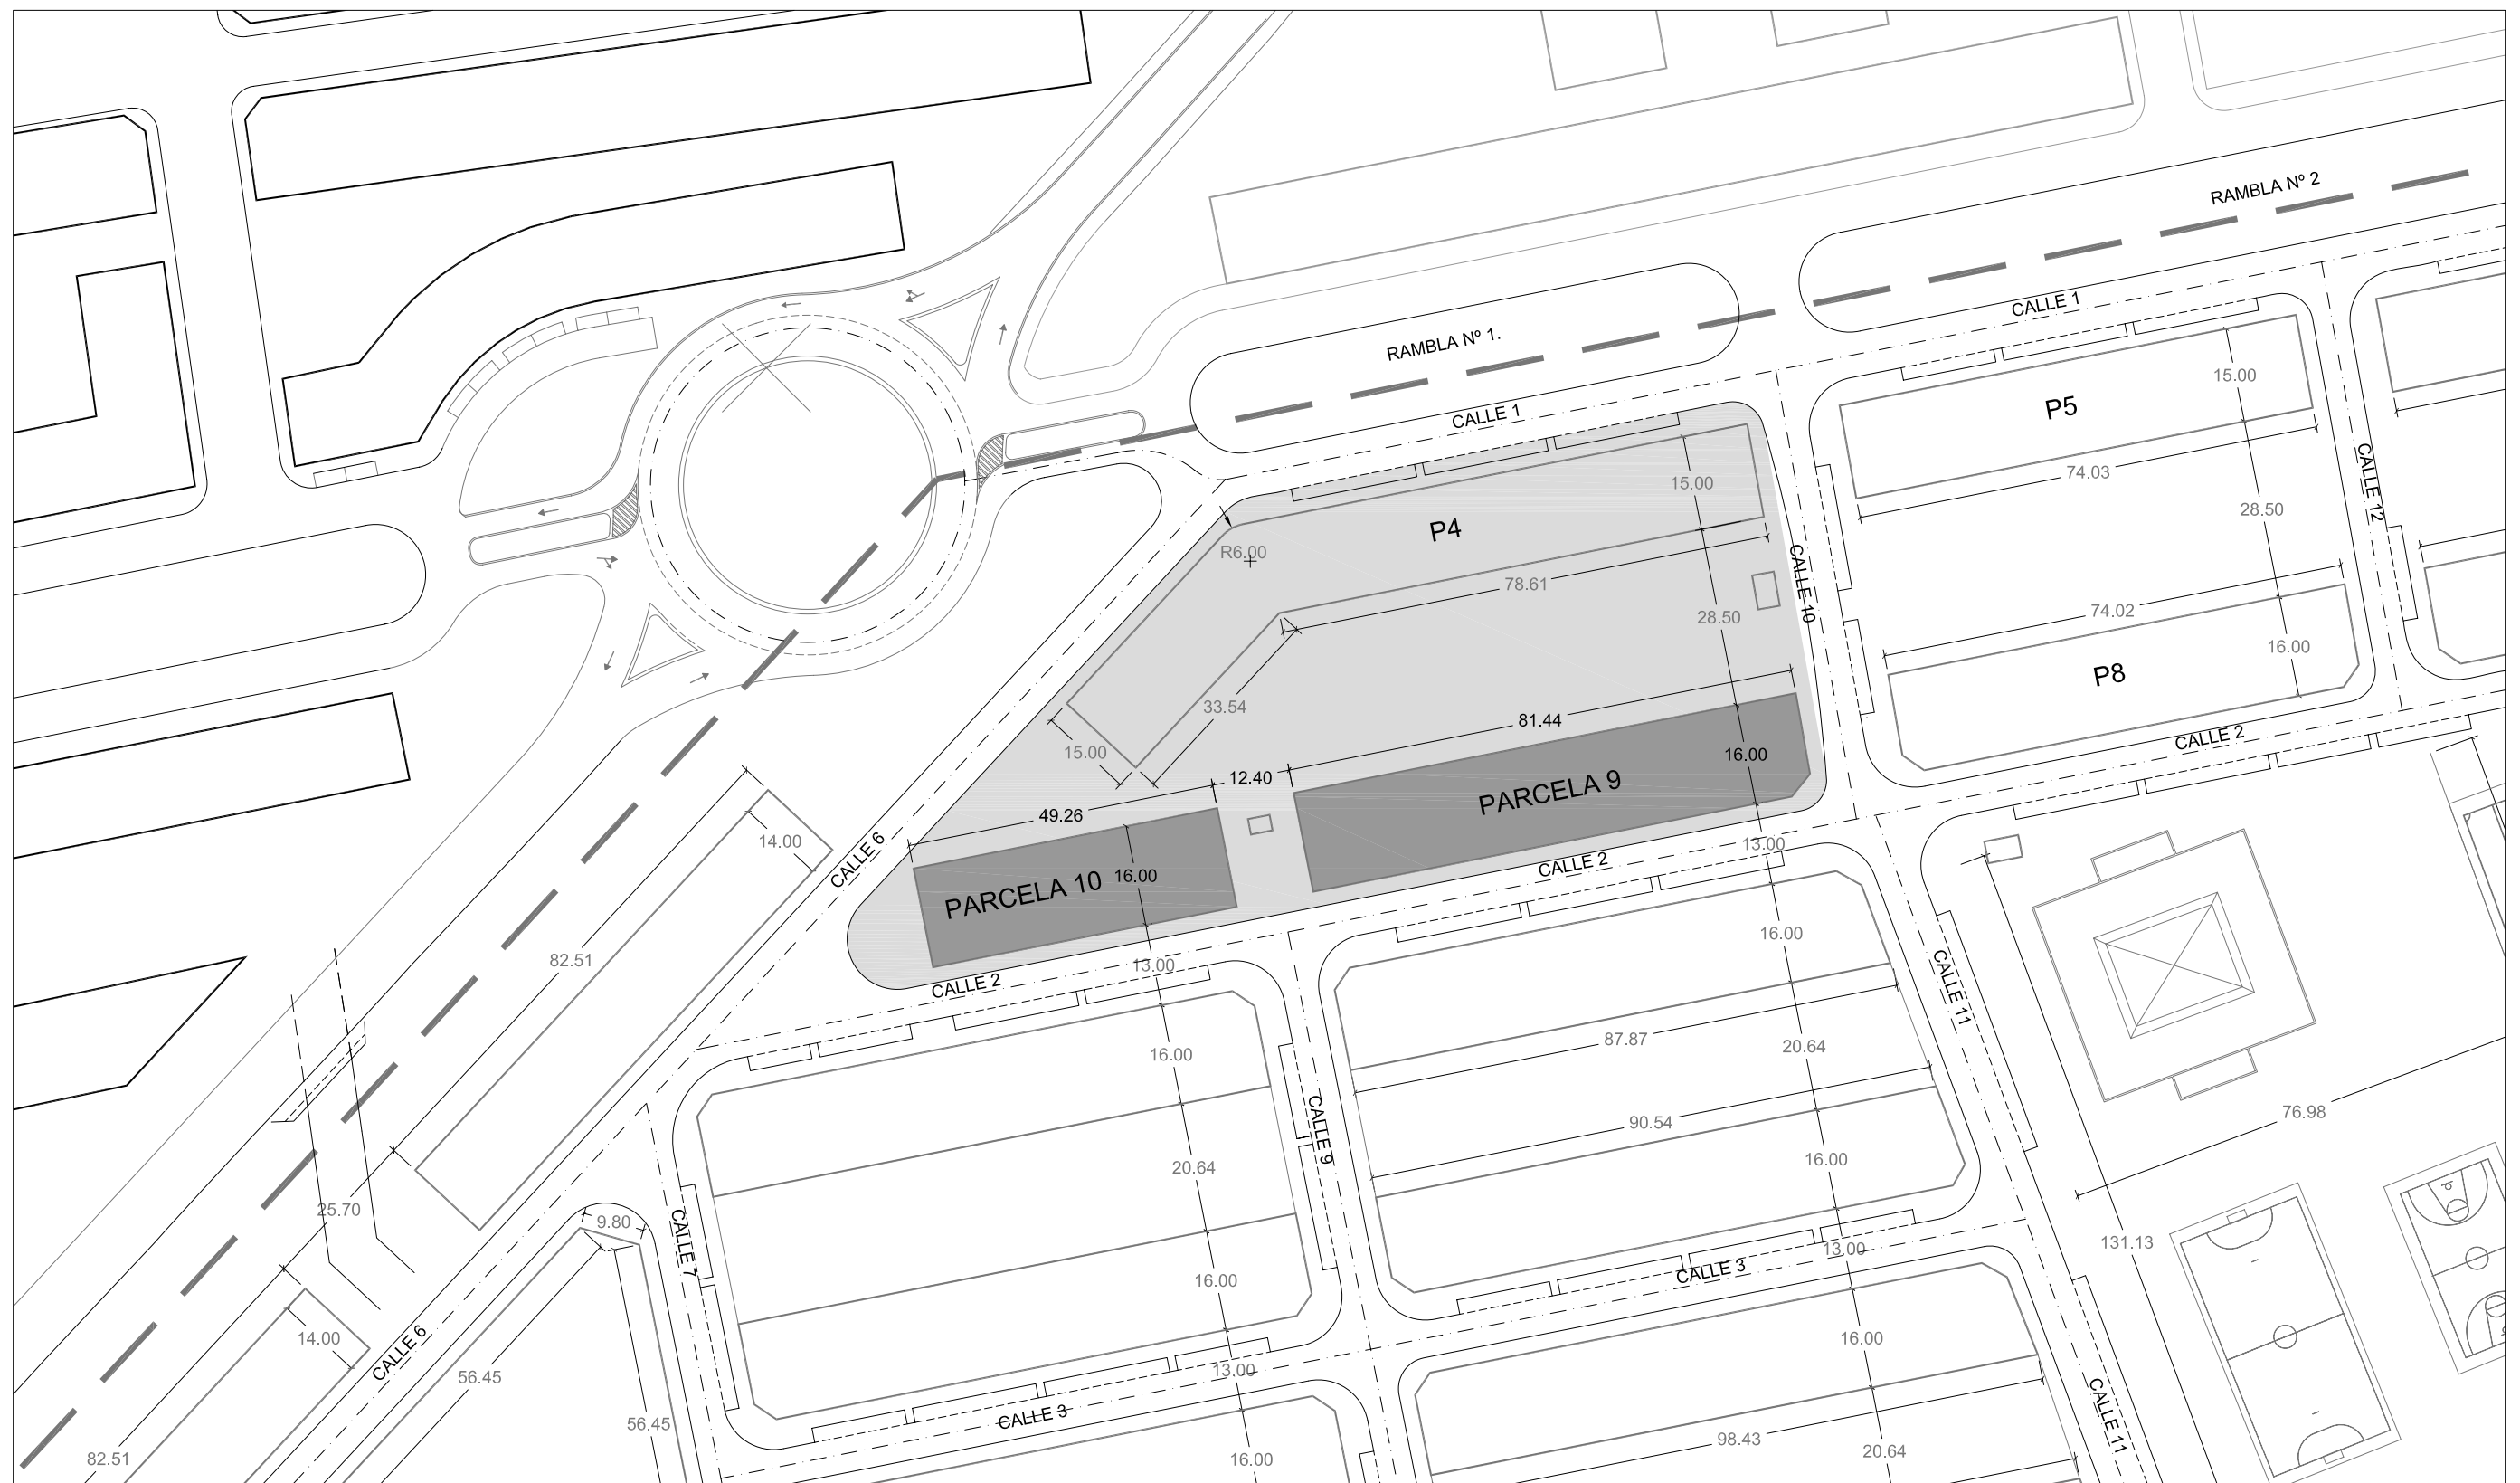 RAMBLA Nº 2
CALLE 1
RAMBLA Nº 1.
CALLE 1
15.00
P5
74.03
CALLE 12
28.50
15.00
P4
R6.00
78.61
CALLE 10
28.50
74.02
16.00
P8
33.54
15.00
81.44
12.40
16.00
CALLE 2
49.26
PARCELA 9
14.00
CALLE 6
PARCELA 10
16.00
13.00
CALLE 2
82.51
16.00
13.00
CALLE 2
CALLE 11
87.87
20.64
16.00
CALLE 9
90.54
76.98
16.00
20.64
25.70
9.80
CALLE 7
131.13
13.00
CALLE 3
16.00
14.00
CALLE 6
56.45
13.00
16.00
CALLE 3
56.45
CALLE 11
98.43
20.64
82.51
16.00